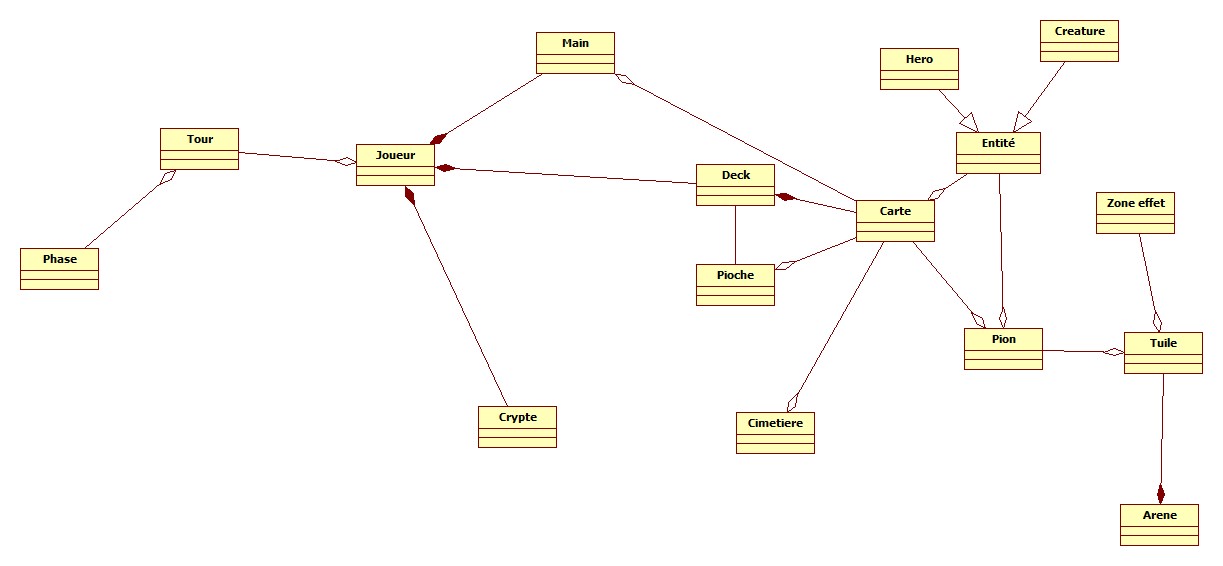 Creature
Main
Hero
Tour
Entité
Joueur
Deck
Zone effet
Carte
Phase
Pioche
Pion
Tuile
Crypte
Cimetiere
Arene